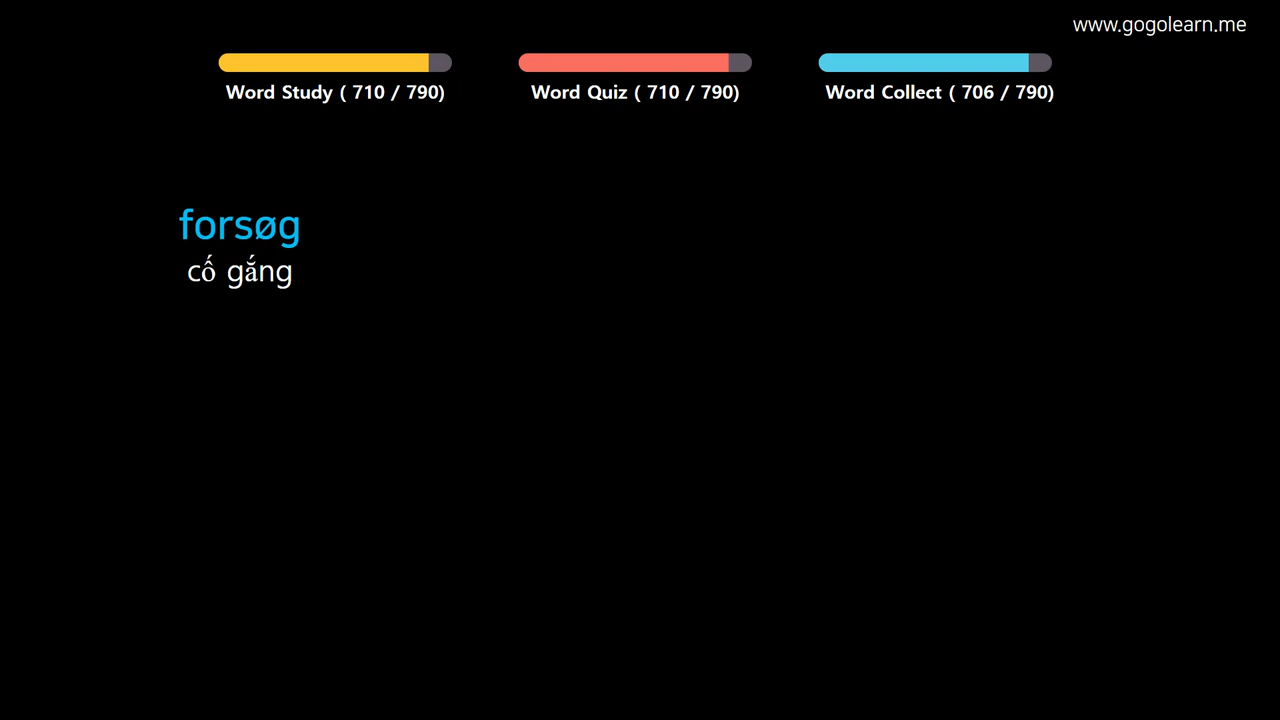 www.gogolearn.me
Word Study ( 710 / 790)
Word Quiz ( 710 / 790)
Word Collect ( 706 / 790)
forsøg
cố gắng